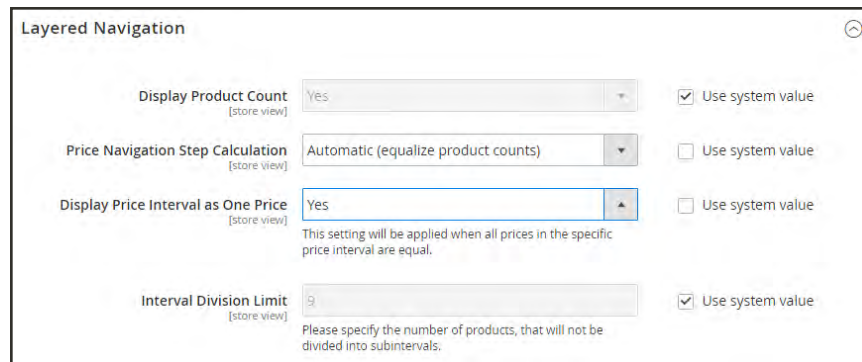 Layered Navigation
Display Product Count Yes Use system value
[store view]
Price Navigation Step Calculation Automatic (equalize product counts) Use system value
[store view]
Display Price Interval as One Price Yes Use system value
[store view]
This setting will be applied when all prices in the specific
price interval are equal.
Interval Division Limit 9 Use system value
[store view]
Please specify the number of products, that will not be
divided into subintervals.